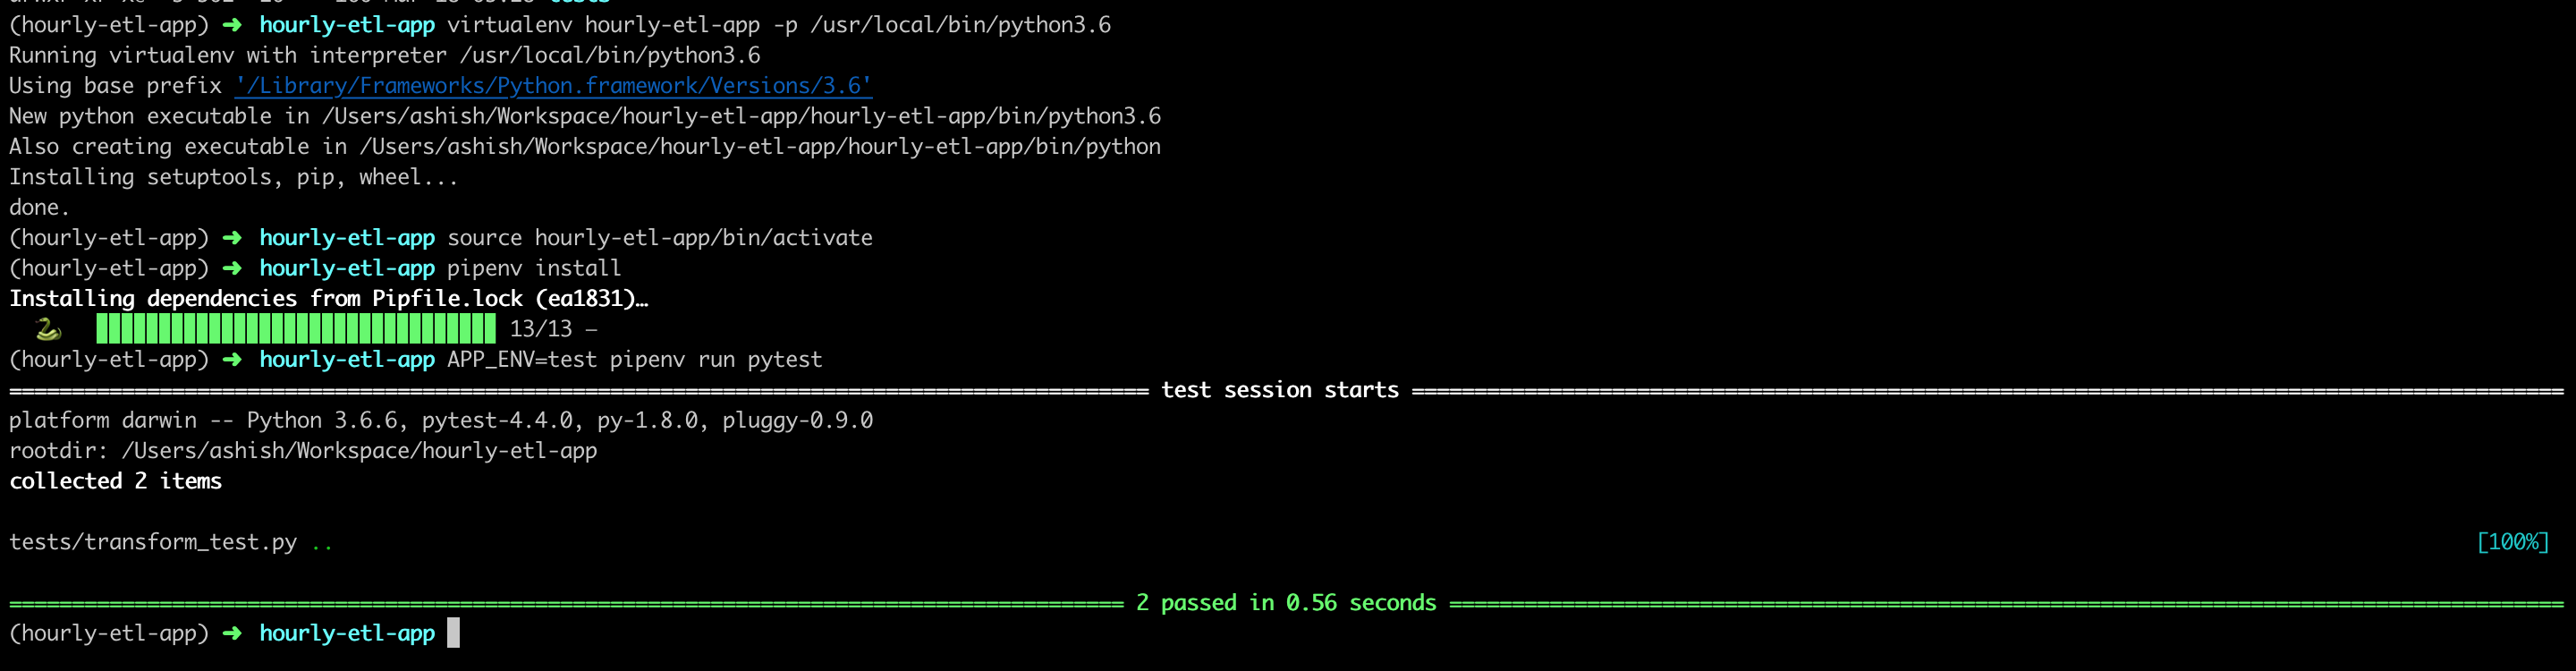 tests
(hourly-etl-app) ➜ hourly-etl-app virtualenv hourly-etl-app -p /usr/local/bin/python3.6
Running virtualenv with interpreter /usr/local/bin/python3.6
Using base prefix '/Library/Frameworks/Python.framework/Versions/3.6'
New python executable in /Users/ashish/Workspace/hourly-etl-app/hourly-etl-app/bin/python3.6
Also creating executable in /Users/ashish/Workspace/hourly-etl-app/hourly-etl-app/bin/python
Installing setuptools, pip, wheel...
done.
(hourly-etl-app) ➜ hourly-etl-app source hourly-etl-app/bin/activate
(hourly-etl-app) ➜ hourly-etl-app pipenv install
Installing dependencies from Pipfile.lock (ea1831)…
13/13 —
(hourly-etl-app) ➜ hourly-etl-app APP_ENV=test pipenv run pytest
test session starts
platform darwin -- Python 3.6.6, pytest-4.4.0, py-1.8.0, pluggy-0.9.0
rootdir: /Users/ashish/Workspace/hourly-etl-app
collected 2 items
tests/transform_test.py .. [100%]
2 passed in 0.56 seconds
(hourly-etl-app) ➜ hourly-etl-app